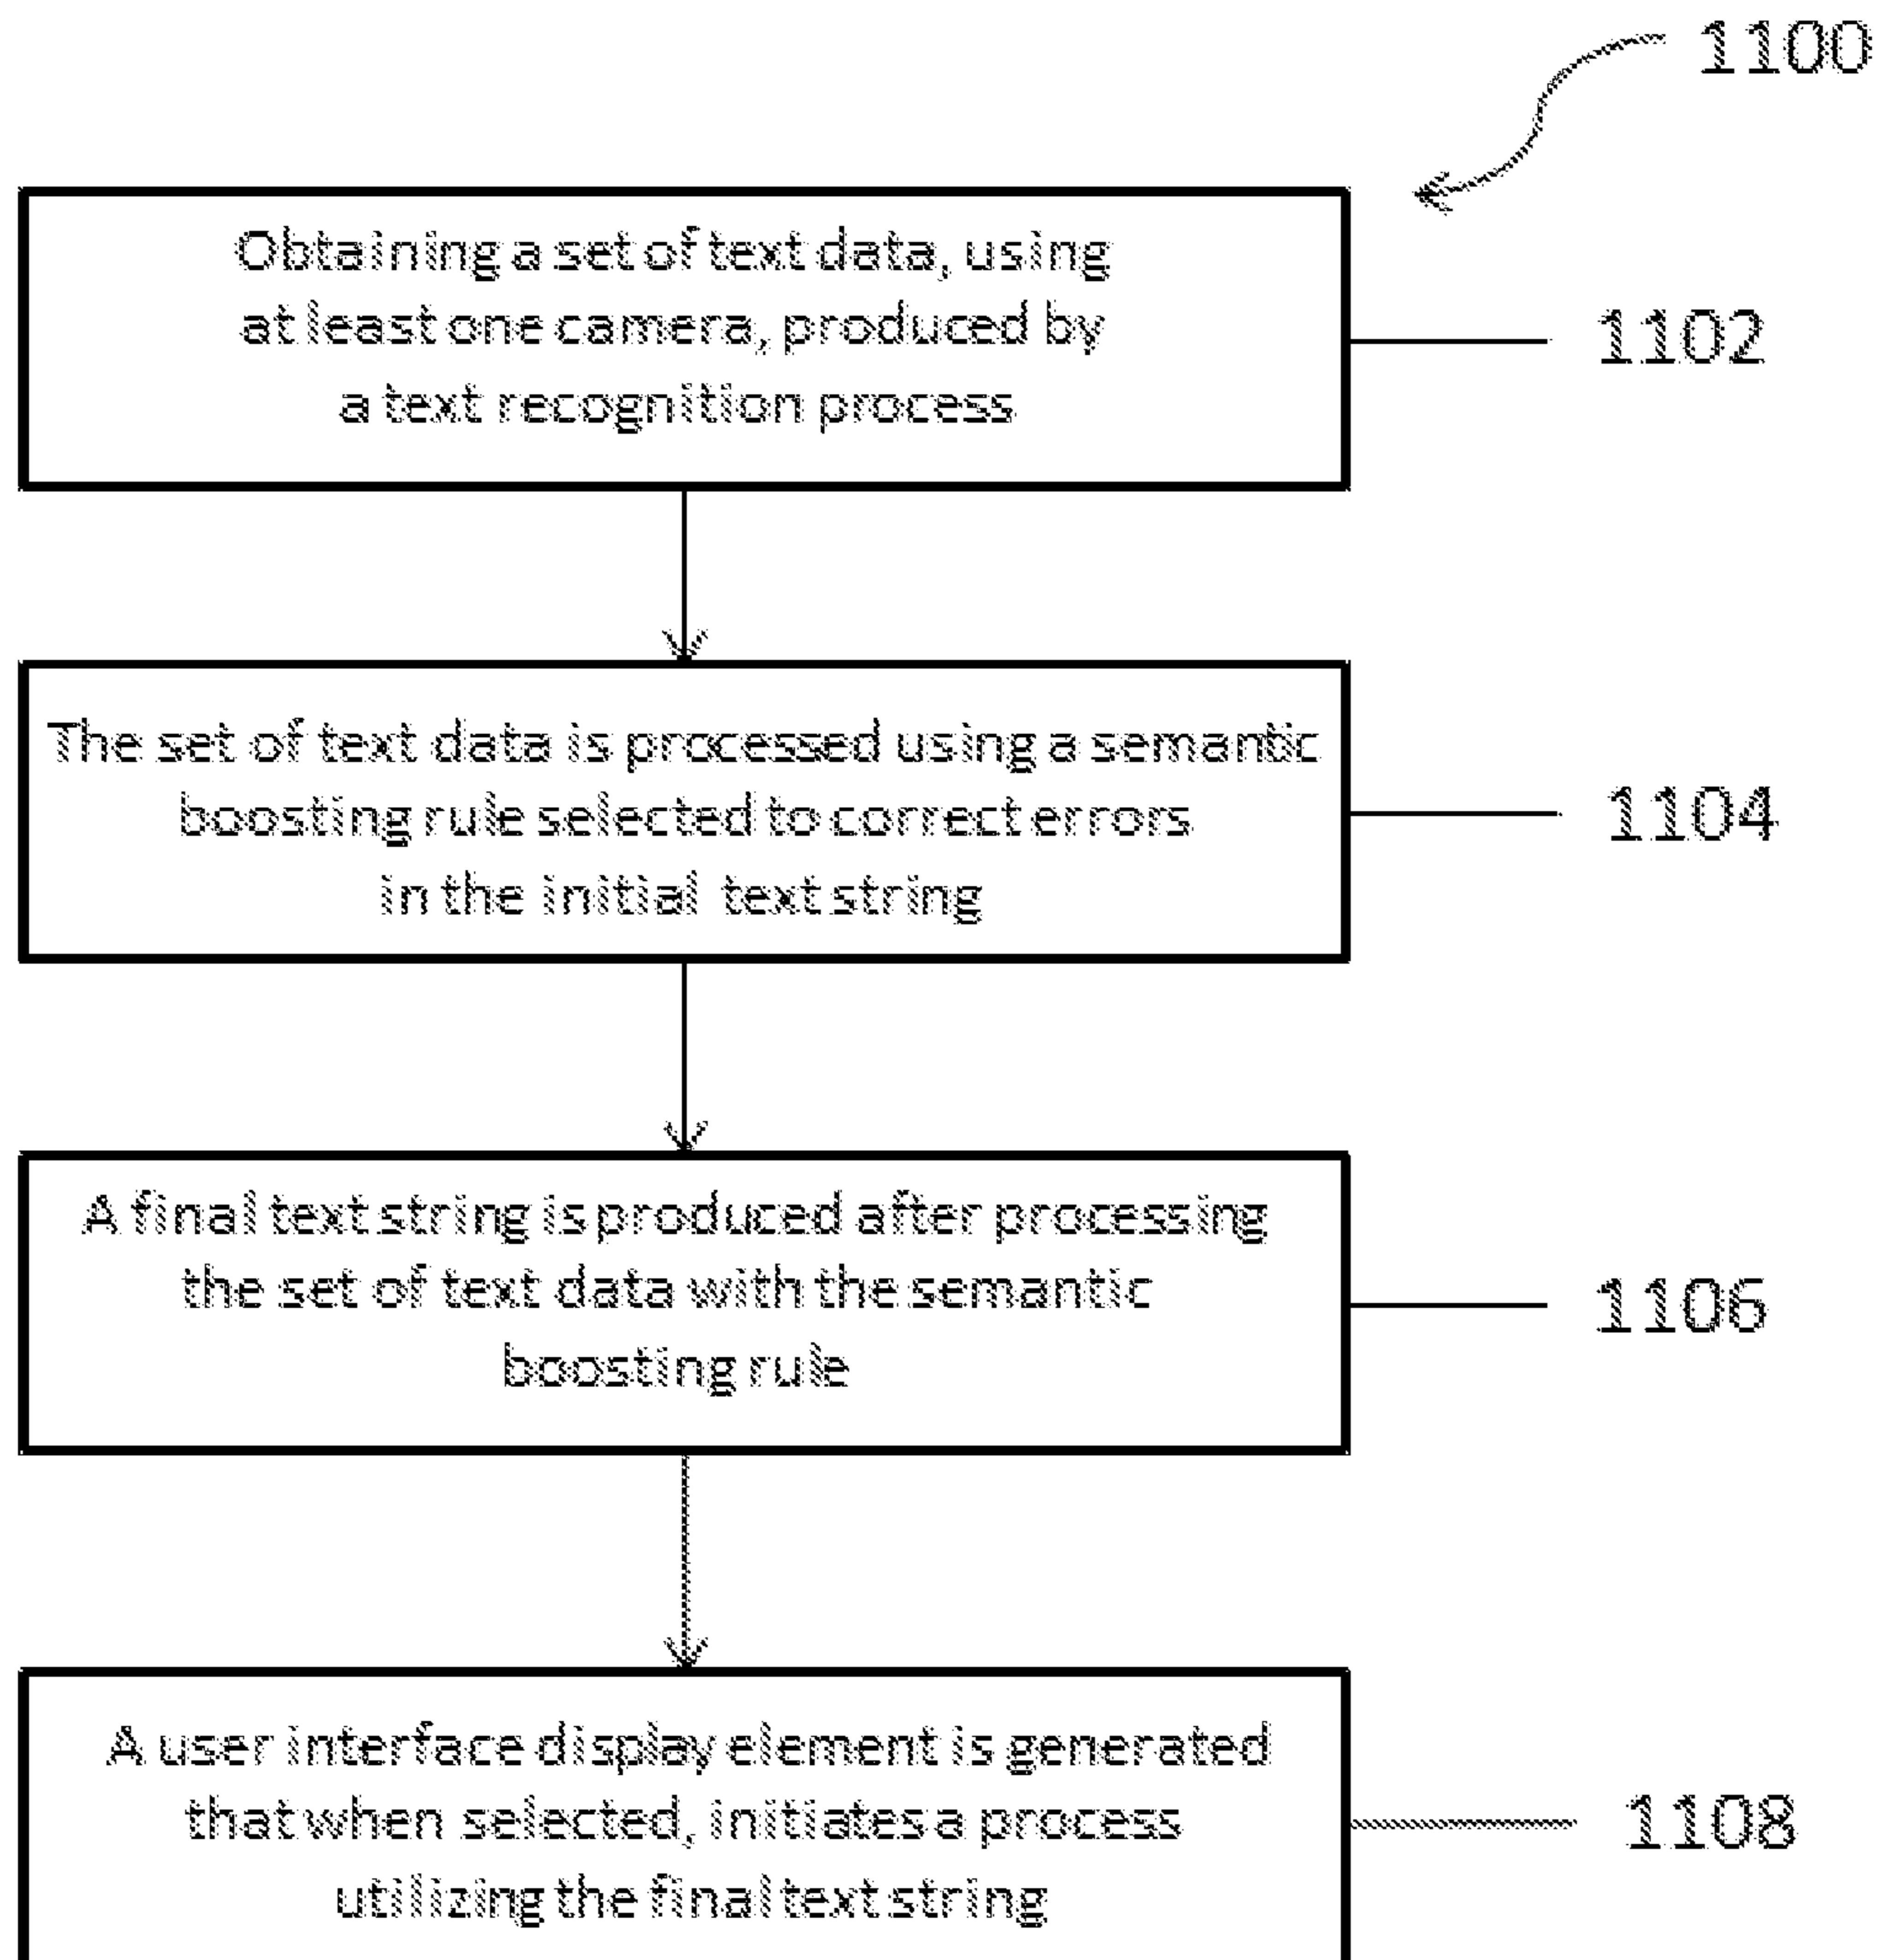 1100
Obtaining a set of text data, using
at least one camera, produced by
a text recognition process
1102
The set of text data is processed using a semantic
boosting rule selected to correct errors
in the initial text string
1104
A final text string is produced after processing
the set of text data with the semantic
boosting rule
1106
A user interface display element is generated
that when selected, initiates a process
utilizing the final text string
1108